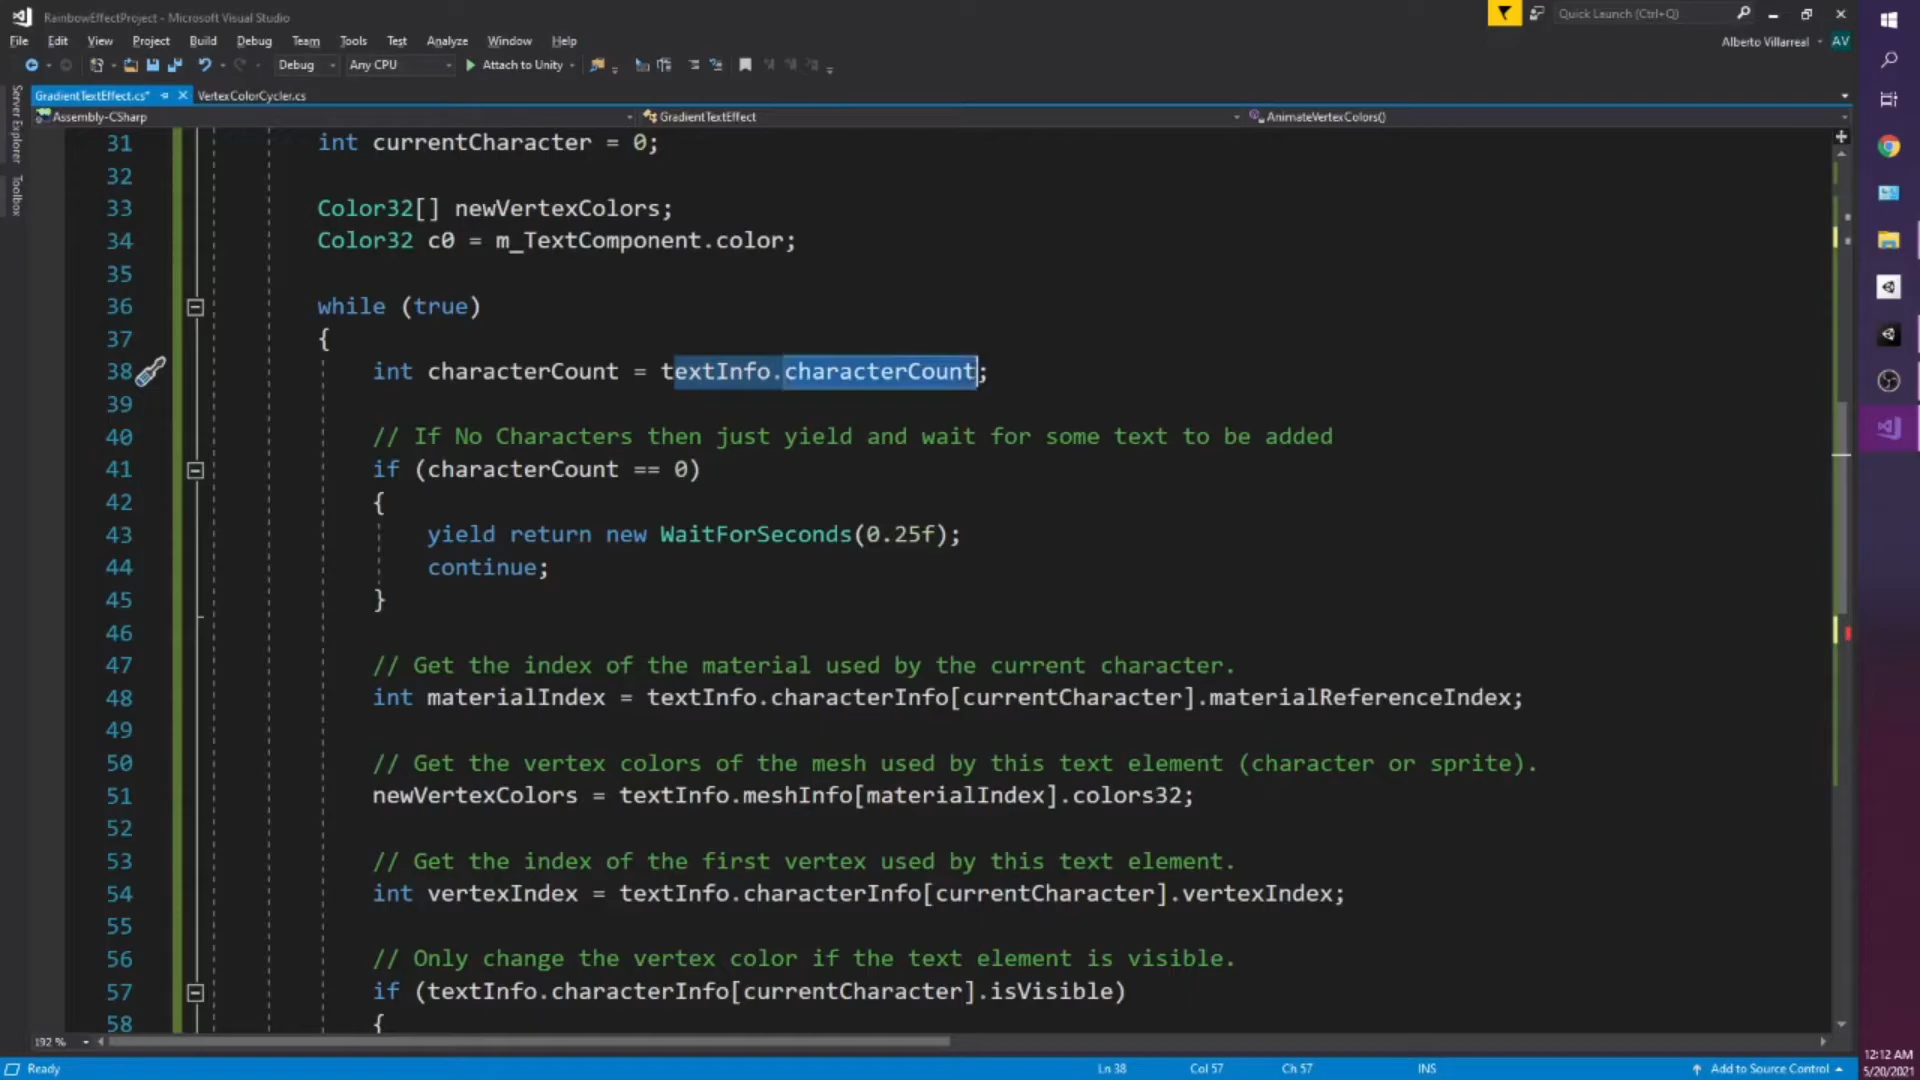 RainbowEffectProject - Microsoft Visual Studio
Quick Launch (Ctrl+Q)
File Edit View Project Build Debug Team Tools Test Analyze Window Help
Alberto Villarreal AV
Debug Any CPU Attach to Unity
GradientTextEffect.cs* VertexColorCycler.cs
Server Explorer
Toolbox
Assembly-CSharp GradientTextEffect AnimateVertexColors()
31 int currentCharacter = 0;
32
33 Color32[] newVertexColors;
34 Color32 c0 = m_TextComponent.color;
35
36 while (true)
37 {
38 int characterCount = textInfo.characterCount;
39
40 // If No Characters then just yield and wait for some text to be added
41 if (characterCount == 0)
42 {
43 yield return new WaitForSeconds(0.25f);
44 continue;
45 }
46
47 // Get the index of the material used by the current character.
48 int materialIndex = textInfo.characterInfo[currentCharacter].materialReferenceIndex;
49
50 // Get the vertex colors of the mesh used by this text element (character or sprite).
51 newVertexColors = textInfo.meshInfo[materialIndex].colors32;
52
53 // Get the index of the first vertex used by this text element.
54 int vertexIndex = textInfo.characterInfo[currentCharacter].vertexIndex;
55
56 // Only change the vertex color if the text element is visible.
57 if (textInfo.characterInfo[currentCharacter].isVisible)
58 {
192 %
Ready Ln 38 Col 57 Ch 57 INS Add to Source Control
12:12 AM
5/20/2021